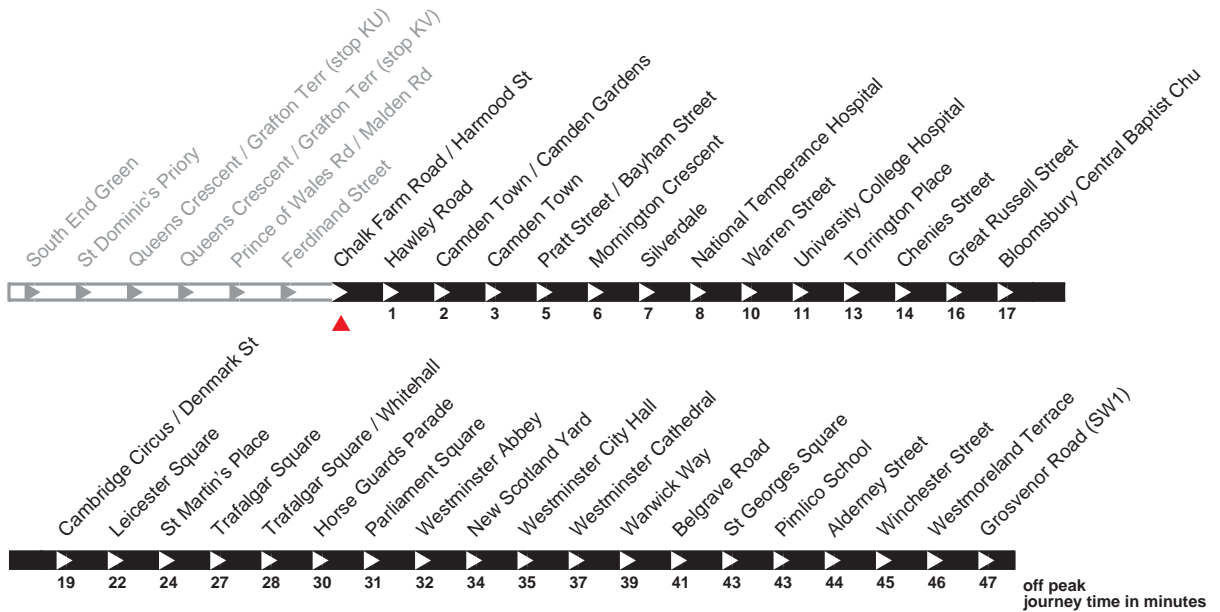 South End Green
St Dominic's Priory
Queens Crescent / Grafton Terr (stop KU)
Queens Crescent / Grafton Terr (stop KV)
Prince of Wales Rd / Malden Rd
Ferdinand Street
Chalk Farm Road / Harmood St
Hawley Road
Camden Town / Camden Gardens
Camden Town
Pratt Street / Bayham Street
Mornington Crescent
Silverdale
National Temperance Hospital
Warren Street
University College Hospital
Torrington Place
Chenies Street
Great Russell Street
Bloomsbury Central Baptist Chu
1 2 3 5 6 7 8 10 11 13 14 16 17
Cambridge Circus / Denmark St
Leicester Square
St Martin's Place
Trafalgar Square
Trafalgar Square / Whitehall
Horse Guards Parade
Parliament Square
Westminster Abbey
New Scotland Yard
Westminster City Hall
Westminster Cathedral
Warwick Way
Belgrave Road
St Georges Square
Pimlico School
Alderney Street
Winchester Street
Westmoreland Terrace
Grosvenor Road (SW1)
19 22 24 27 28 30 31 32 34 35 37 39 41 43 43 44 45 46 47
off peak
journey time in minutes